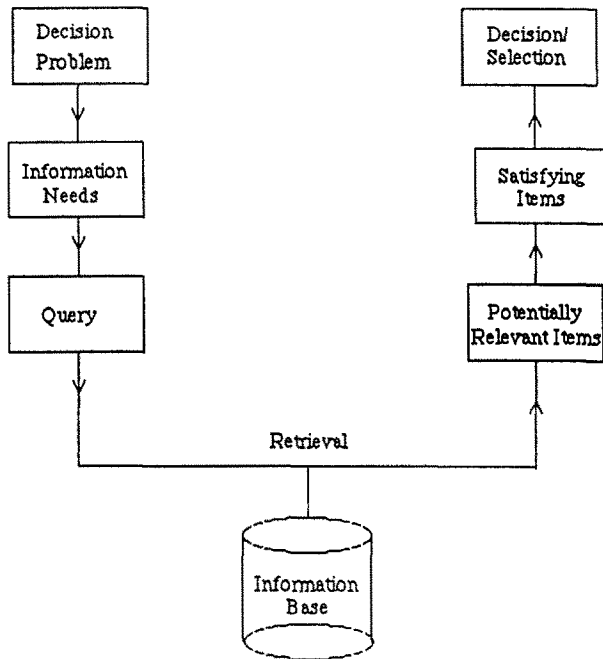 Decision
Problem
Information
Needs
Query
Retrieval
Information
Base
Potentially
Relevant Items
Satisfying
Items
Decision/
Selection